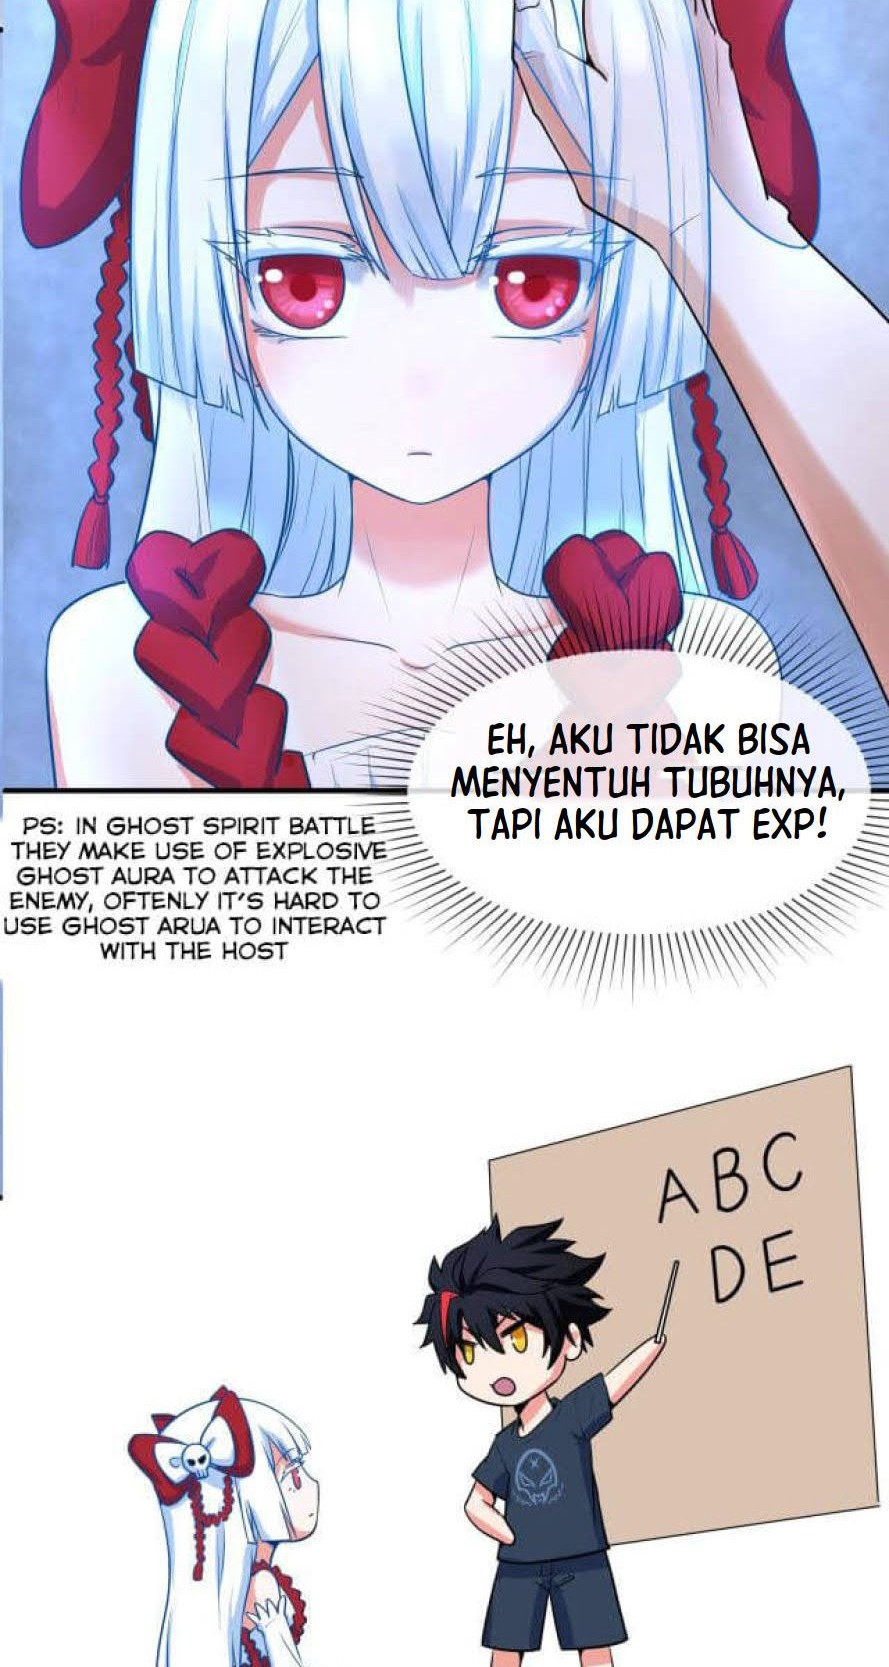 EH, AKU TIDAK BISA
MENYENTUH TUBUHNYA,
TAPI AKU DAPAT EXP!
PS: IN GHOST SPIRIT BATTLE
THEY MAKE USE OF EXPLOSIVE
GHOST AURA TO ATTACK THE
ENEMY, OFTENLY IT'S HARD TO
USE GHOST ARUA TO INTERACT
WITH THE HOST
ABC
DE